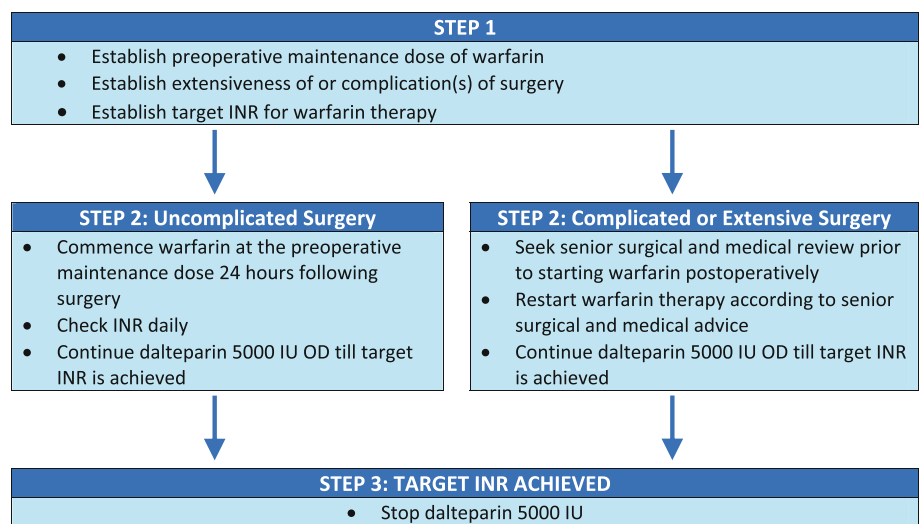 STEP 1
• Establish preoperative maintenance dose of warfarin
• Establish extensiveness of or complication(s) of surgery
• Establish target INR for warfarin therapy
STEP 2: Uncomplicated Surgery
• Commence warfarin at the preoperative
maintenance dose 24 hours following
surgery
• Check INR daily
• Continue dalteparin 5000 IU OD till target
INR is achieved
STEP 2: Complicated or Extensive Surgery
• Seek senior surgical and medical review prior
to starting warfarin postoperatively
• Restart warfarin therapy according to senior
surgical and medical advice
• Continue dalteparin 5000 IU OD till target INR
is achieved
STEP 3: TARGET INR ACHIEVED
• Stop dalteparin 5000 IU